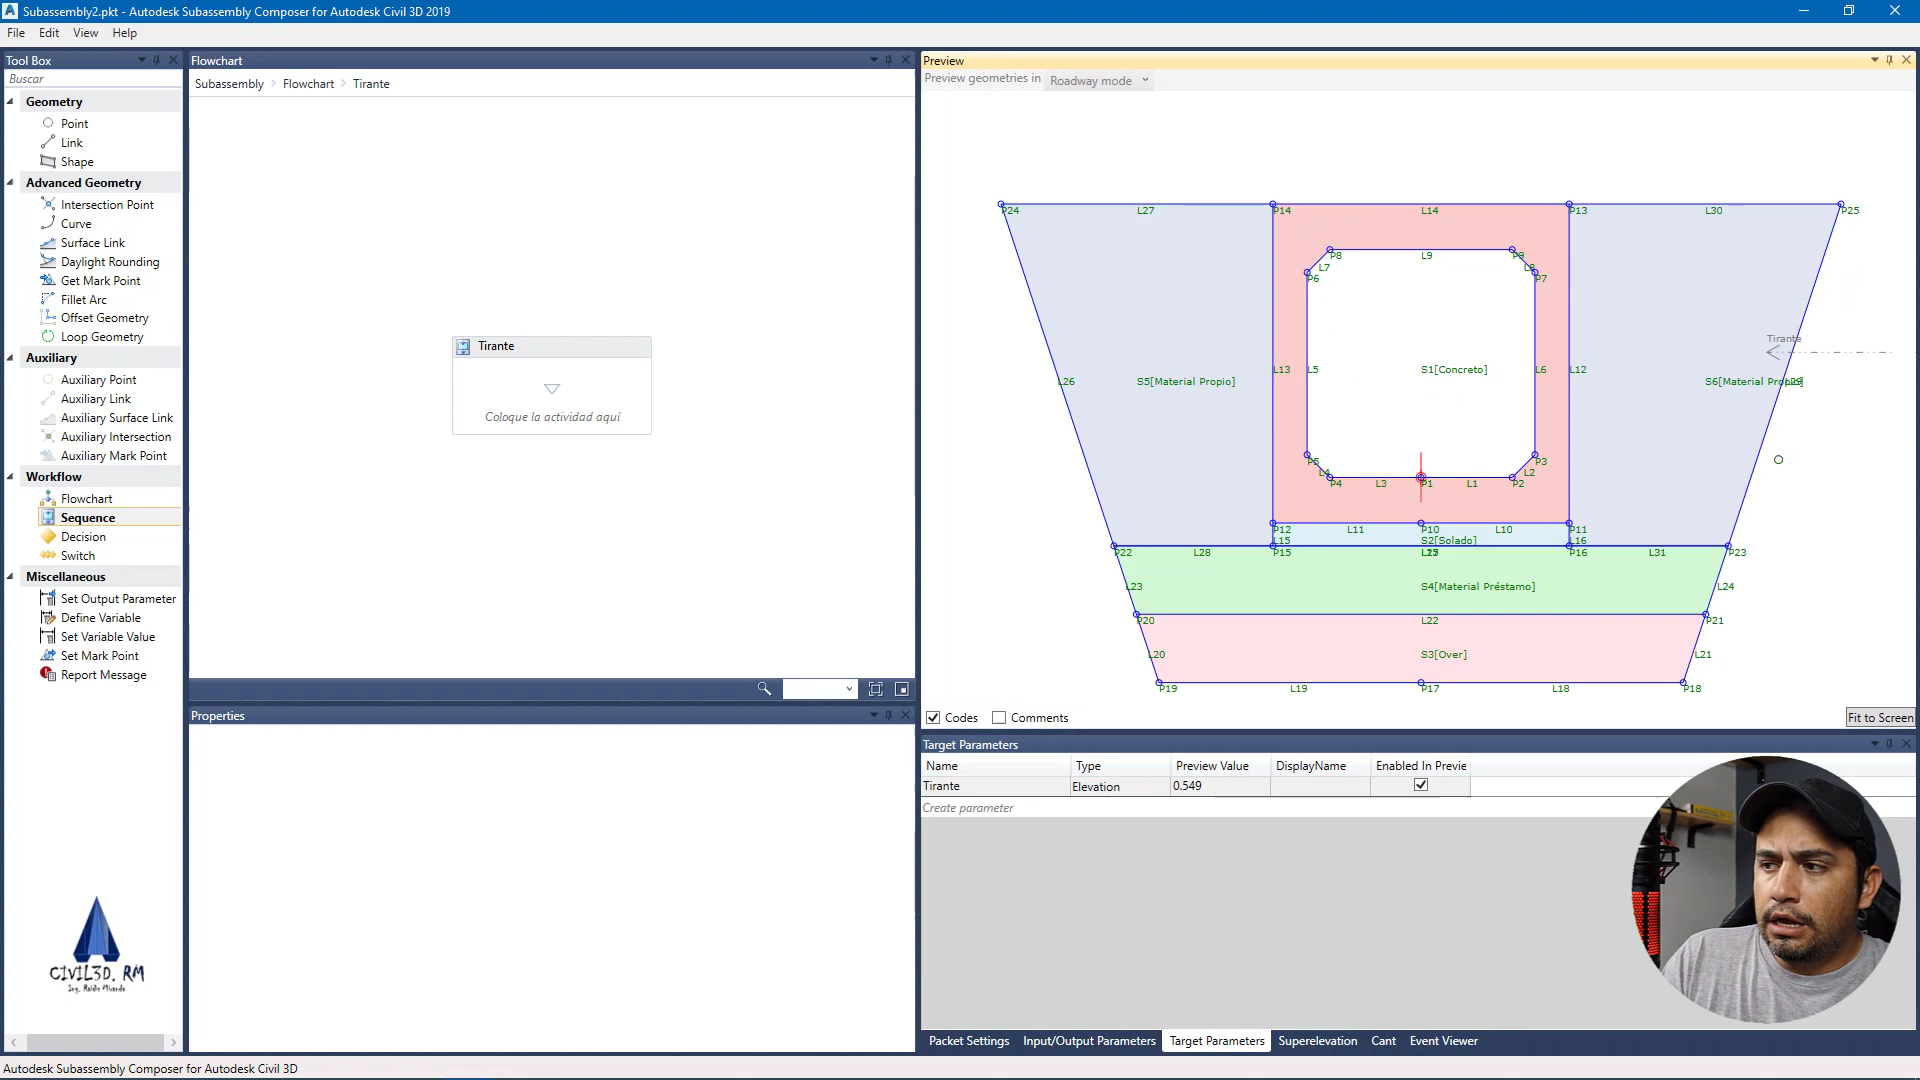 Subassembly2.pkt - Autodesk Subassembly Composer for Autodesk Civil 3D 2019
File Edit View Help
Tool Box
Buscar
Geometry
Point
Link
Shape
Advanced Geometry
Intersection Point
Curve
Surface Link
Daylight Rounding
Get Mark Point
Fillet Arc
Offset Geometry
Loop Geometry
Auxiliary
Auxiliary Point
Auxiliary Link
Auxiliary Surface Link
Auxiliary Intersection
Auxiliary Mark Point
Workflow
Flowchart
Sequence
Decision
Switch
Miscellaneous
Set Output Parameter
Define Variable
Set Variable Value
Set Mark Point
Report Message
CIVIL3D. RM
Flowchart
Subassembly Flowchart Tirante
Tirante
Coloque la actividad aquí
Properties
Preview
Preview geometries in Roadway mode
P24 L27 P14 L14 P13 L30 P25
P8 L9 P9
L7 L8
P6 P7
Tirante
L13 L5 S1[Concreto] L6 L12
L26 S5[Material Propio] S6[Material Propio] L29
P5 P3
L4 L2
P4 L3 P1 L1 P2
P12 L11 P10 L10 P11
L15 S2[Solado] L16
P22 L28 P15 P16 L31 P23
L23 S4[Material Préstamo] L24
P20 L22 P21
L20 S3[Over] L21
P19 L19 P17 L18 P18
Codes Comments Fit to Screen
Target Parameters
Name Type Preview Value DisplayName Enabled In Previe
Tirante Elevation 0.549
Create parameter
Packet Settings Input/Output Parameters Target Parameters Superelevation Cant Event Viewer
Autodesk Subassembly Composer for Autodesk Civil 3D